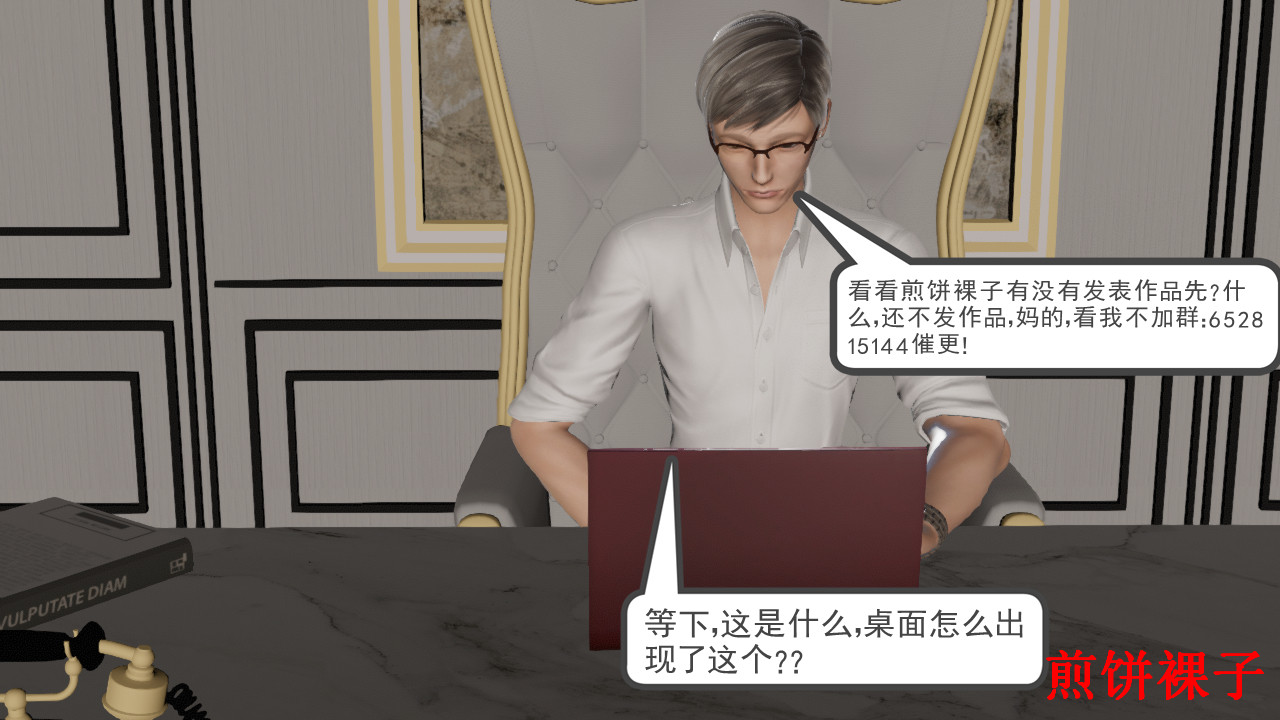 看看煎饼裸子有没有发表作品先?什
么,还不发作品,妈的,看我不加群:6528
15144催更!
等下,这是什么,桌面怎么出
现了这个??
VULPUTATE DIAM
煎饼裸子